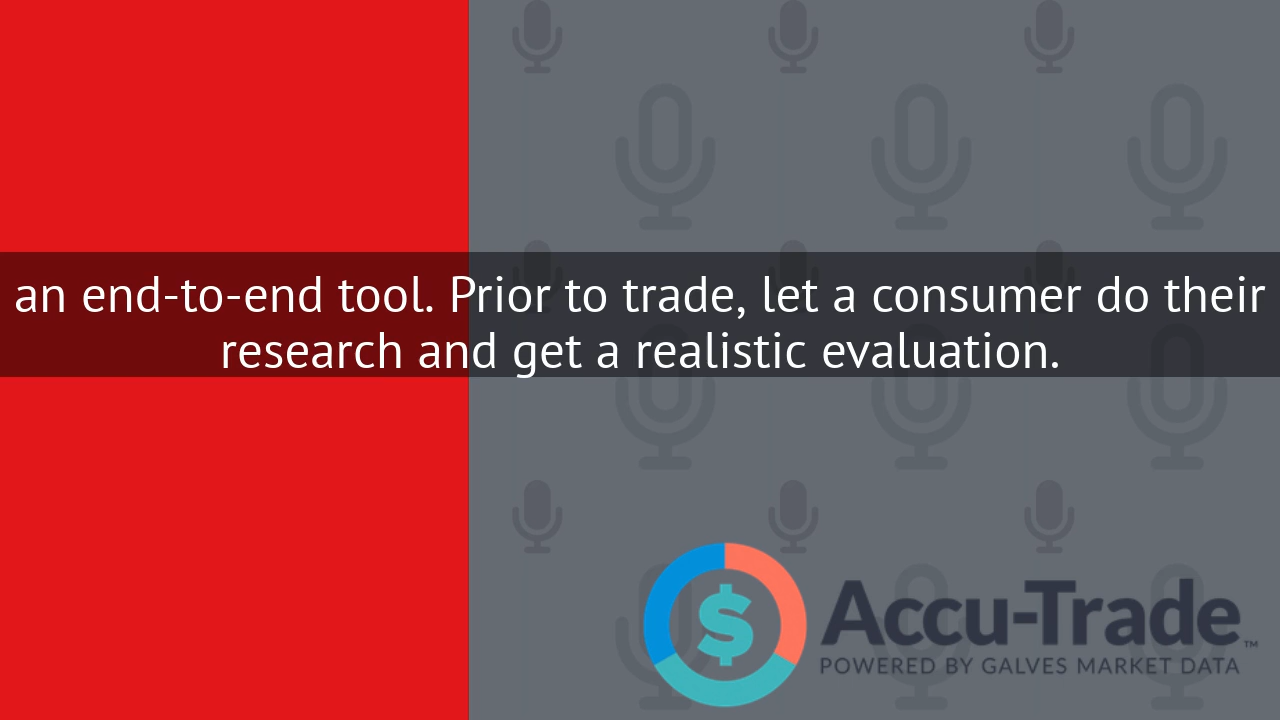 an end-to-end tool. Prior to trade, let a consumer do their
research and get a realistic evaluation.
$
Accu-Trade™
POWERED BY GALVES MARKET DATA